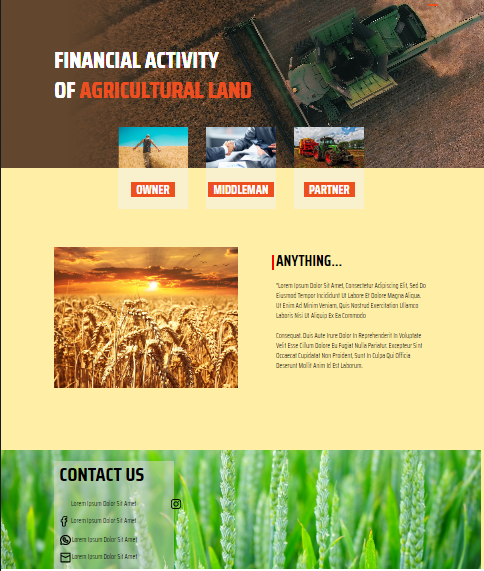 FINANCIAL ACTIVITY
OF AGRICULTURAL LAND
OWNER
MIDDLEMAN
PARTNER
ANYTHING...
"Lorem Ipsum Dolor Sit Amet, Consectetur Adipiscing Elit, Sed Do
Eiusmod Tempor Incididunt Ut Labore Et Dolore Magna Aliqua.
Ut Enim Ad Minim Veniam, Quis Nostrud Exercitation Ullamco
Laboris Nisi Ut Aliquip Ex Ea Commodo
Consequat. Duis Aute Irure Dolor In Reprehenderit In Voluptate
Velit Esse Cillum Dolore Eu Fugiat Nulla Pariatur. Excepteur Sint
Occaecat Cupidatat Non Proident, Sunt In Culpa Qui Officia
Deserunt Mollit Anim Id Est Laborum.
CONTACT US
Lorem Ipsum Dolor Sit Amet
Lorem Ipsum Dolor Sit Amet
Lorem Ipsum Dolor Sit Amet
Lorem Ipsum Dolor Sit Amet